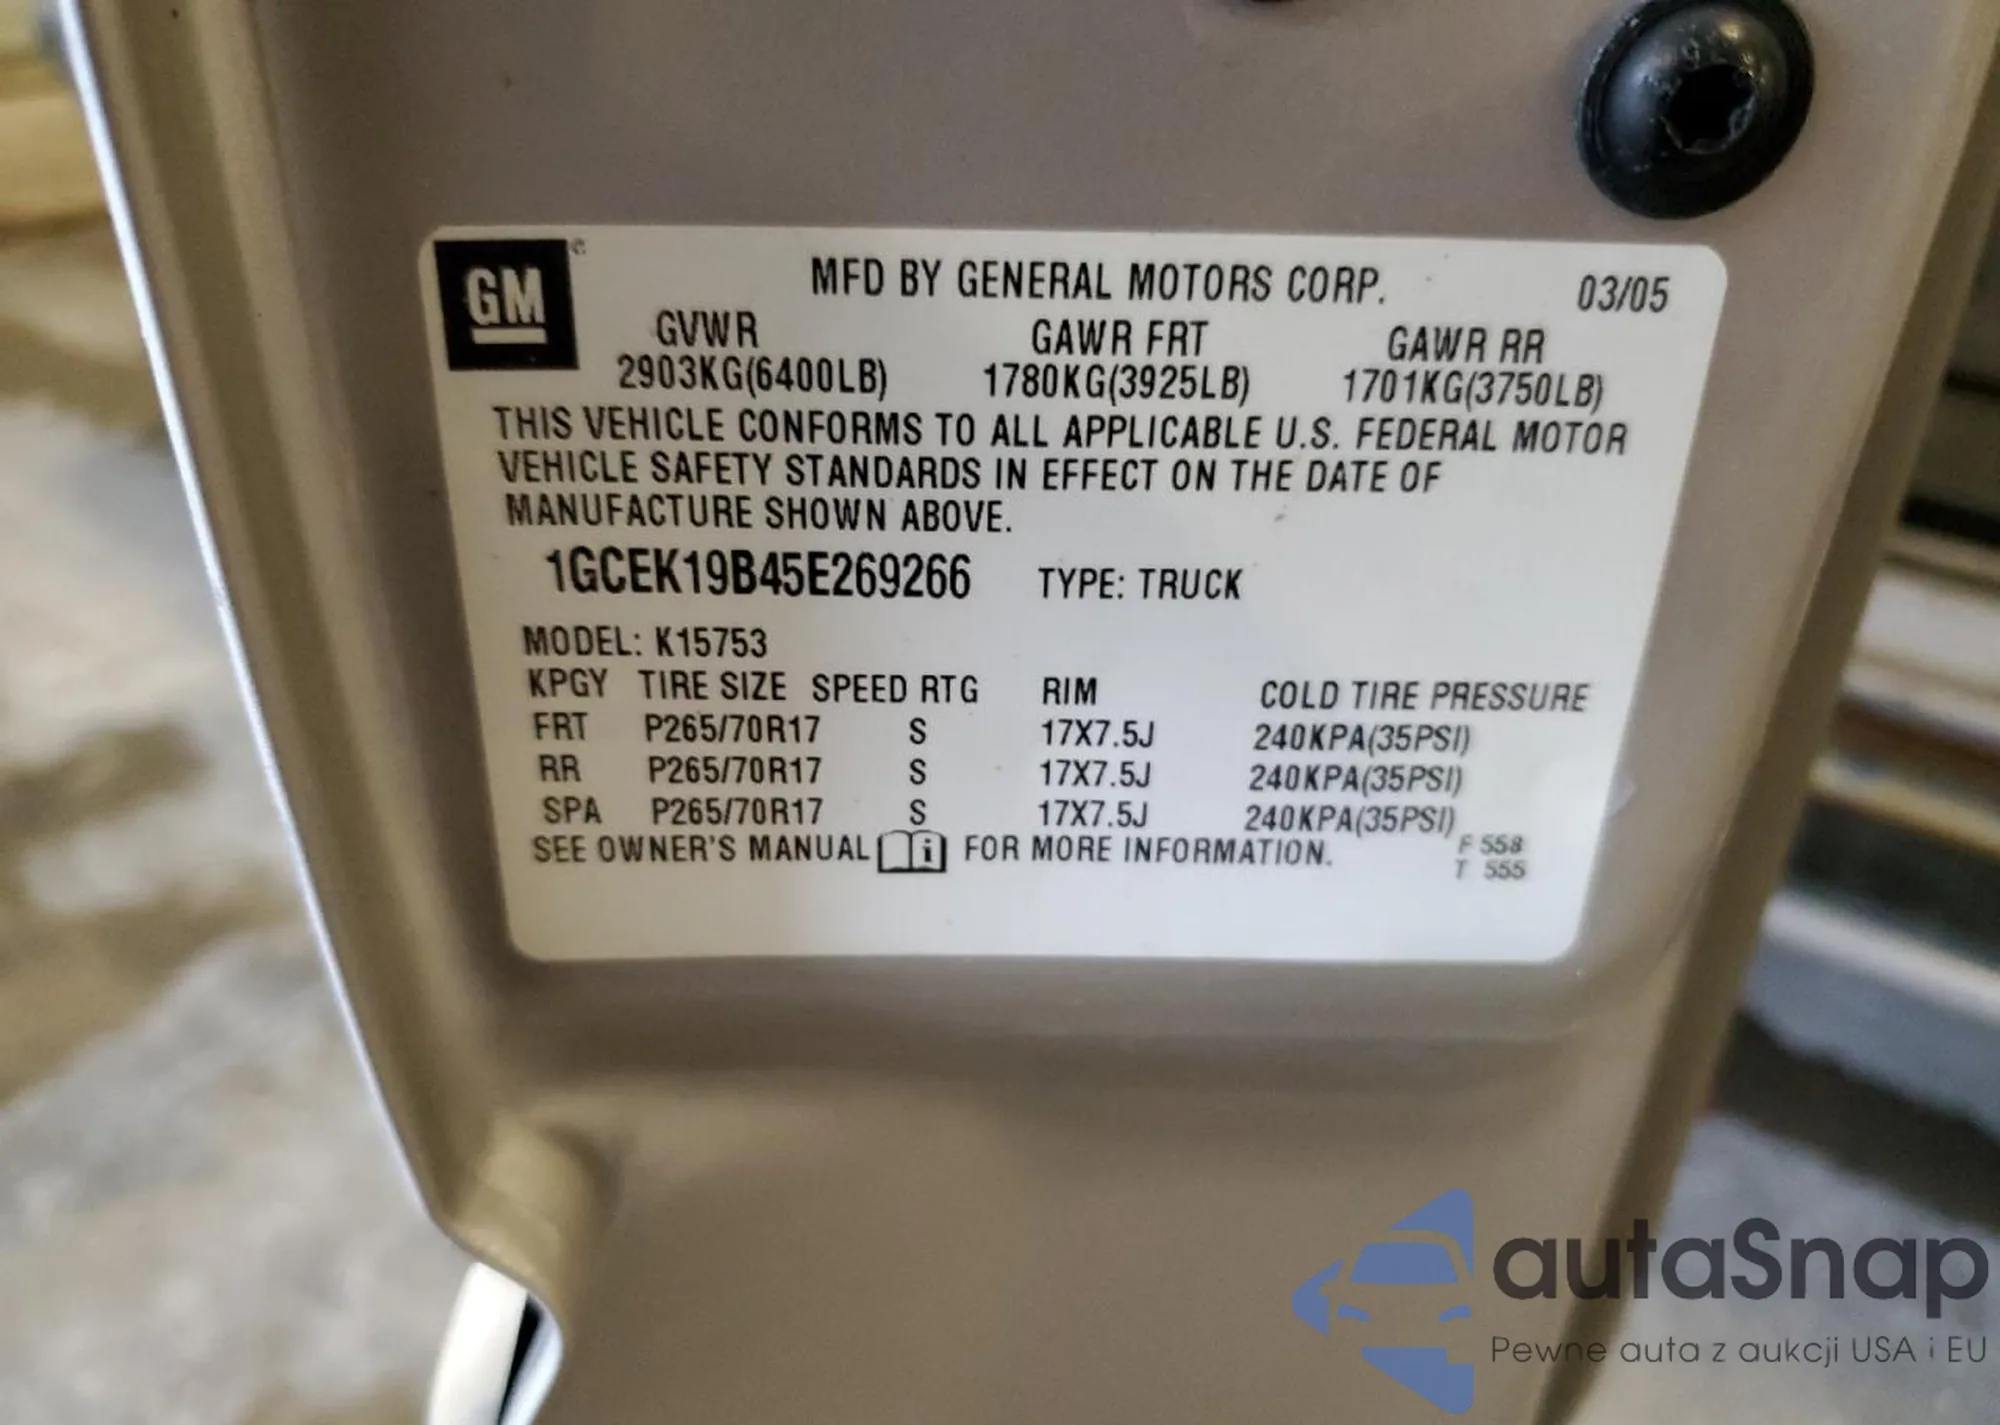 GM
MFD BY GENERAL MOTORS CORP. 03/05
GVWR GAWR FRT GAWR RR
2903KG(6400LB) 1780KG(3925LB) 1701KG(3750LB)
THIS VEHICLE CONFORMS TO ALL APPLICABLE U.S. FEDERAL MOTOR
VEHICLE SAFETY STANDARDS IN EFFECT ON THE DATE OF
MANUFACTURE SHOWN ABOVE.
1GCEK19B45E269266 TYPE: TRUCK
MODEL: K15753
KPGY TIRE SIZE SPEED RTG RIM COLD TIRE PRESSURE
FRT P265/70R17 S 17X7.5J 240KPA(35PSI)
RR P265/70R17 S 17X7.5J 240KPA(35PSI)
SPA P265/70R17 S 17X7.5J 240KPA(35PSI)
SEE OWNER'S MANUAL i FOR MORE INFORMATION.
F 558
T 555
autaSnap
Pewne auta z aukcji USA i EU